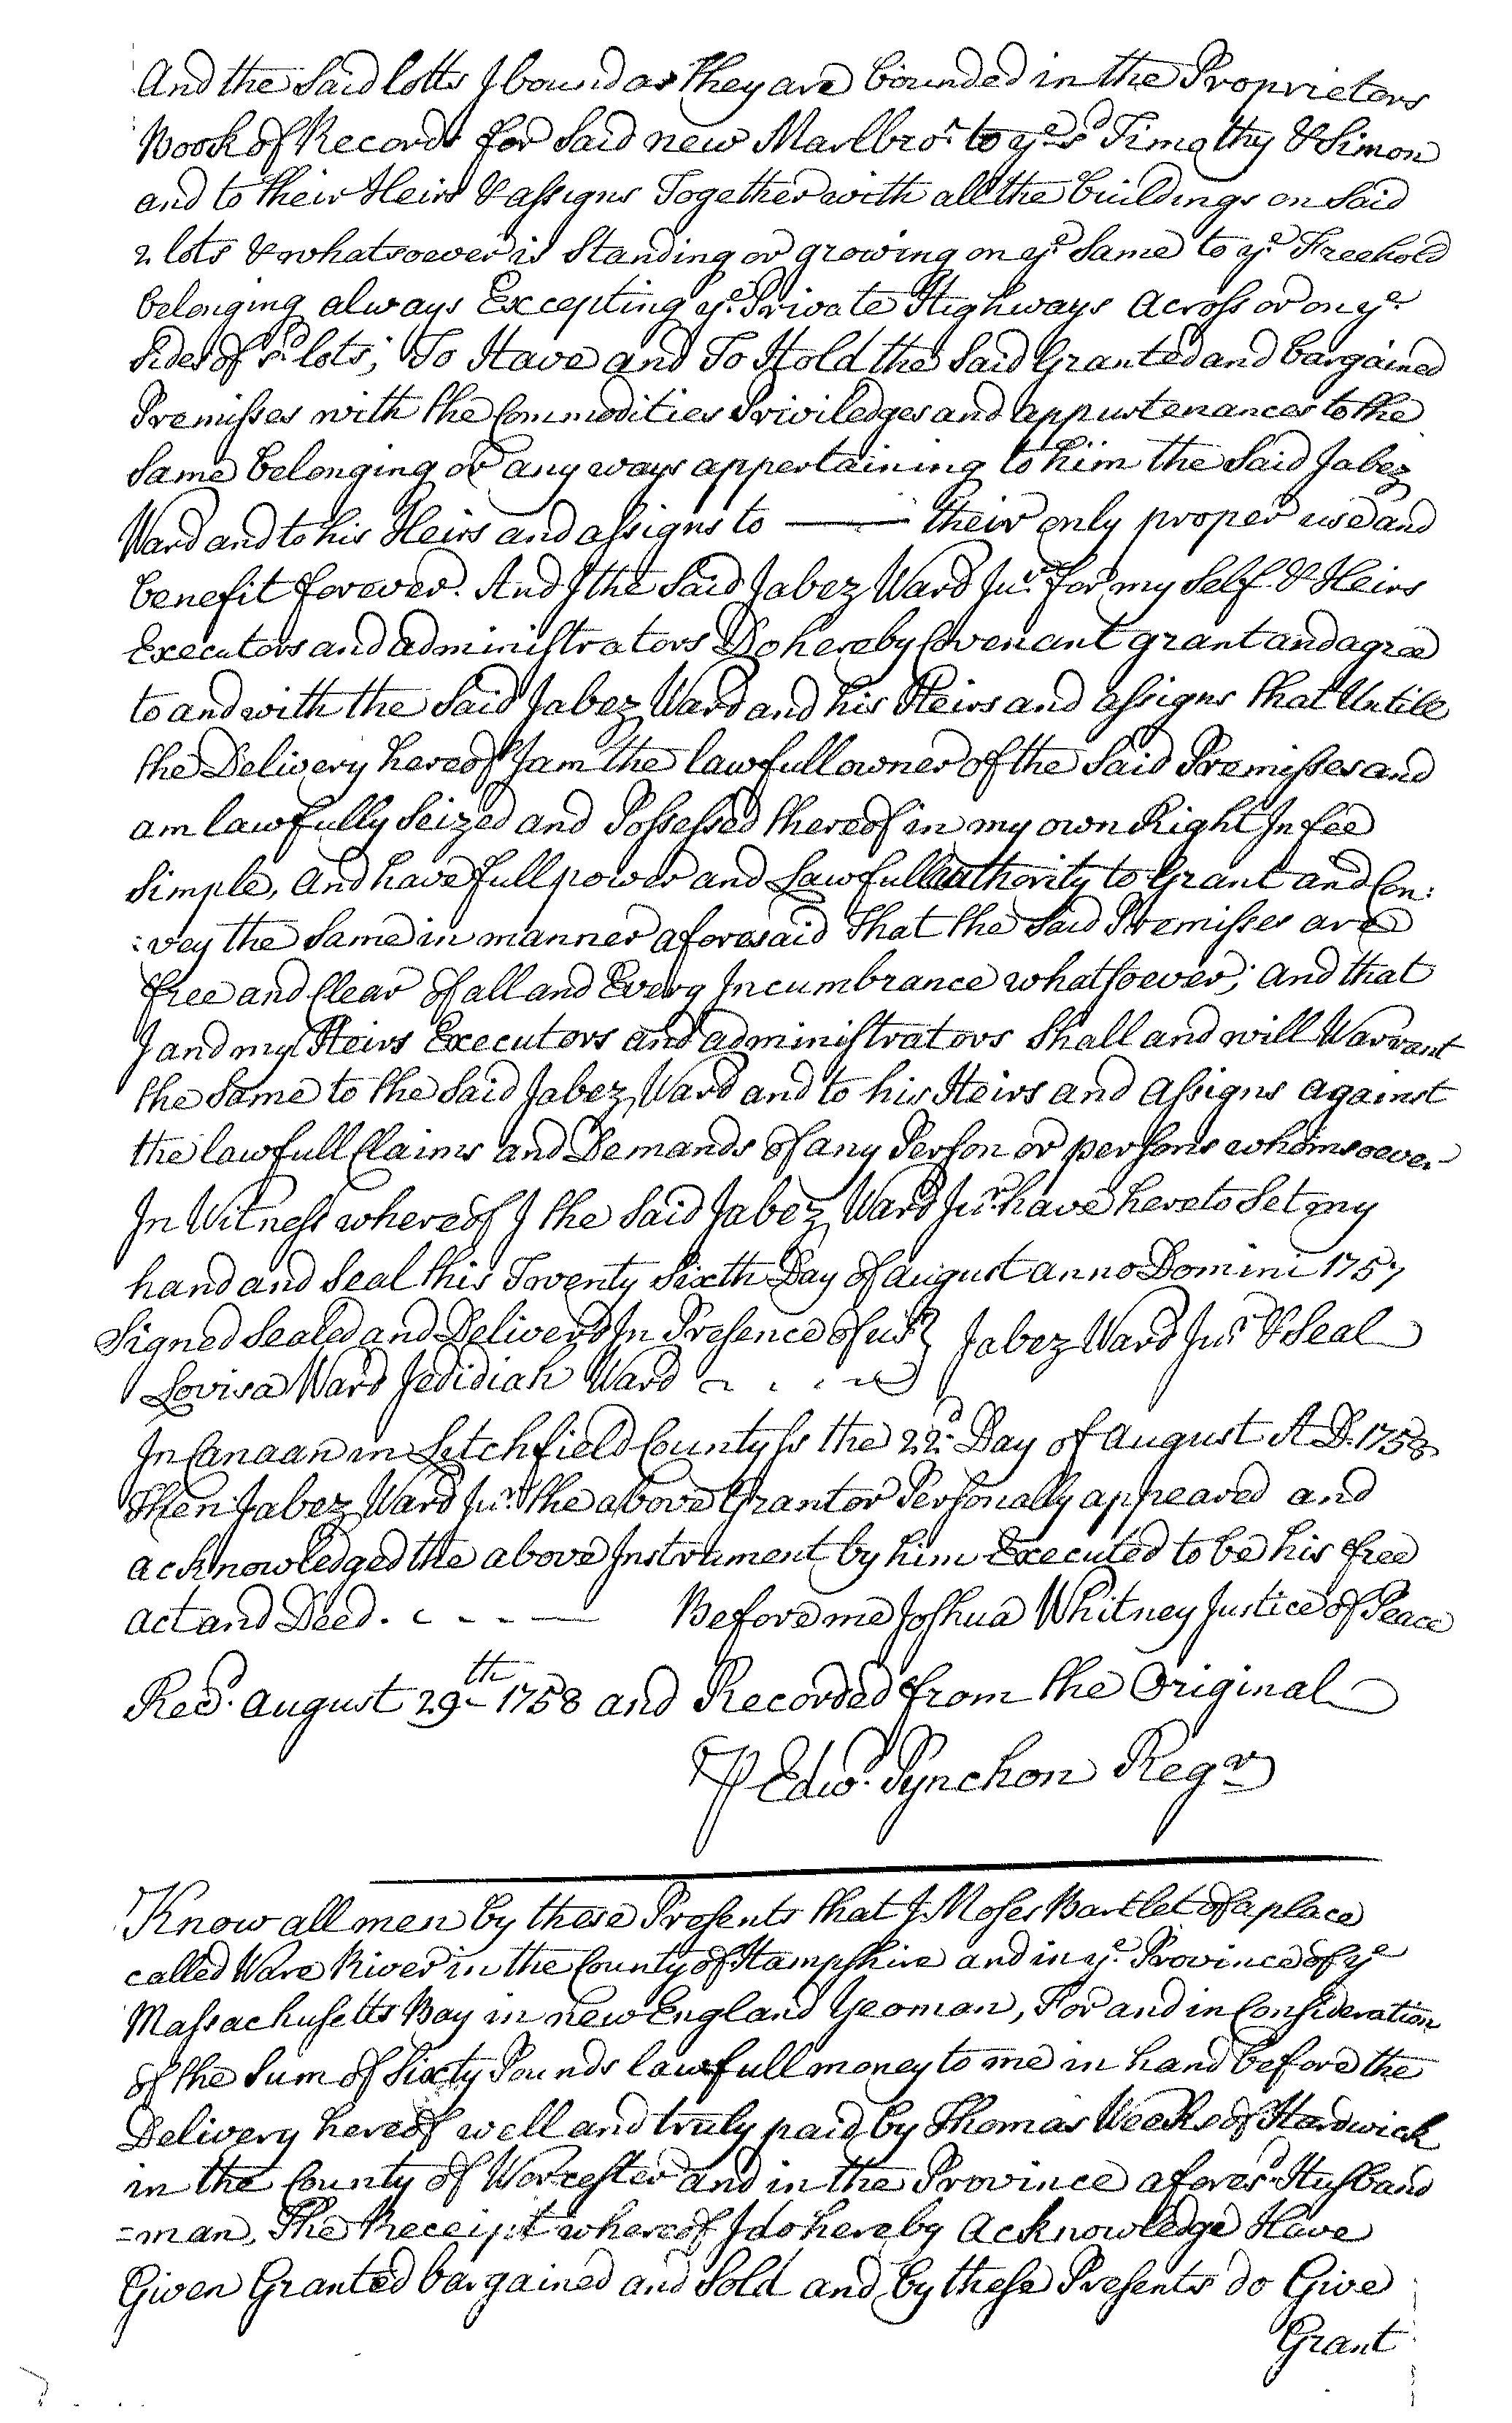 And the Said lotts I bound as they are bounded in the Proprietors
Book of Records for Said new Marlbro.' to ye sd Timothy & Simon
and to their Heirs & assigns Together with all the buildings on Said
2 lots & whatsoever is Standing or growing on ye Same to ye Freehold
belonging always Excepting ye Private Highways across or on ye
Sides of sd lots; To Have and To Hold the Said Granted and bargained
Premisses with the Commodities Priviledges and appurtenances to the
Same belonging or any ways appertaining to him the Said Jabez
Ward and to his Heirs and assigns to —— their only proper use and
benefit forever. And I the Said Jabez Ward Junr for my Self & Heirs
Executors and administrators Do hereby Covenant grant and agree
to and with the Said Jabez Ward and his Heirs and assigns that Untill
the Delivery hereof I am the lawfull owner of the Said Premisses and
am lawfully Seized and Possessed thereof in my own Right In fee
Simple, And have full power and Lawfull authority to Grant and Con:
:vey the Same in manner aforesaid That the Said Premisses are
free and Clear of all and Every Incumbrance whatsoever; And that
I and my Heirs Executors and administrators Shall and will Warrant
the Same to the Said Jabez Ward and to his Heirs and Assigns against
the lawfull Claims and Demands of any Person or persons whomsoever
In Witness whereof I the Said Jabez Ward Junr have hereto Set my
hand and Seal this Twenty Sixth Day of August anno Domini 1757
Signed Sealed and Deliverd In Presence of us } Jabez Ward Junr & Seal
Lovisa Ward Jedidiah Ward
In Canaan in Litchfield County Ss the 22d Day of August A D. 1758
Then Jabez Ward Junr the above Grantor Personally appeared and
acknowledged the above Instrument by him Executed to be his free
act and Deed. - - - — Before me Joshua Whitney Justice of Peace
Recd. August 29th 1758 and Recorded from the Original
P Edwd. Pynchon Regr
Know all men by these Presents that I Moses Bartlet of a place
called Ware River in the County of Hampshire and in ye Province of ye
Massachusetts Bay in new England Yeoman, For and in Consideration
of the Sum of Sixty Pounds lawfull money to me in hand before the
Delivery hereof well and truly paid by Thomas Weeks of Hardwick
in the County of Worcester and in the Province aforesd Husband
=man, The Receipt whereof I do hereby Acknowledge Have
Given Granted bargained and Sold and by these Presents do Give
Grant